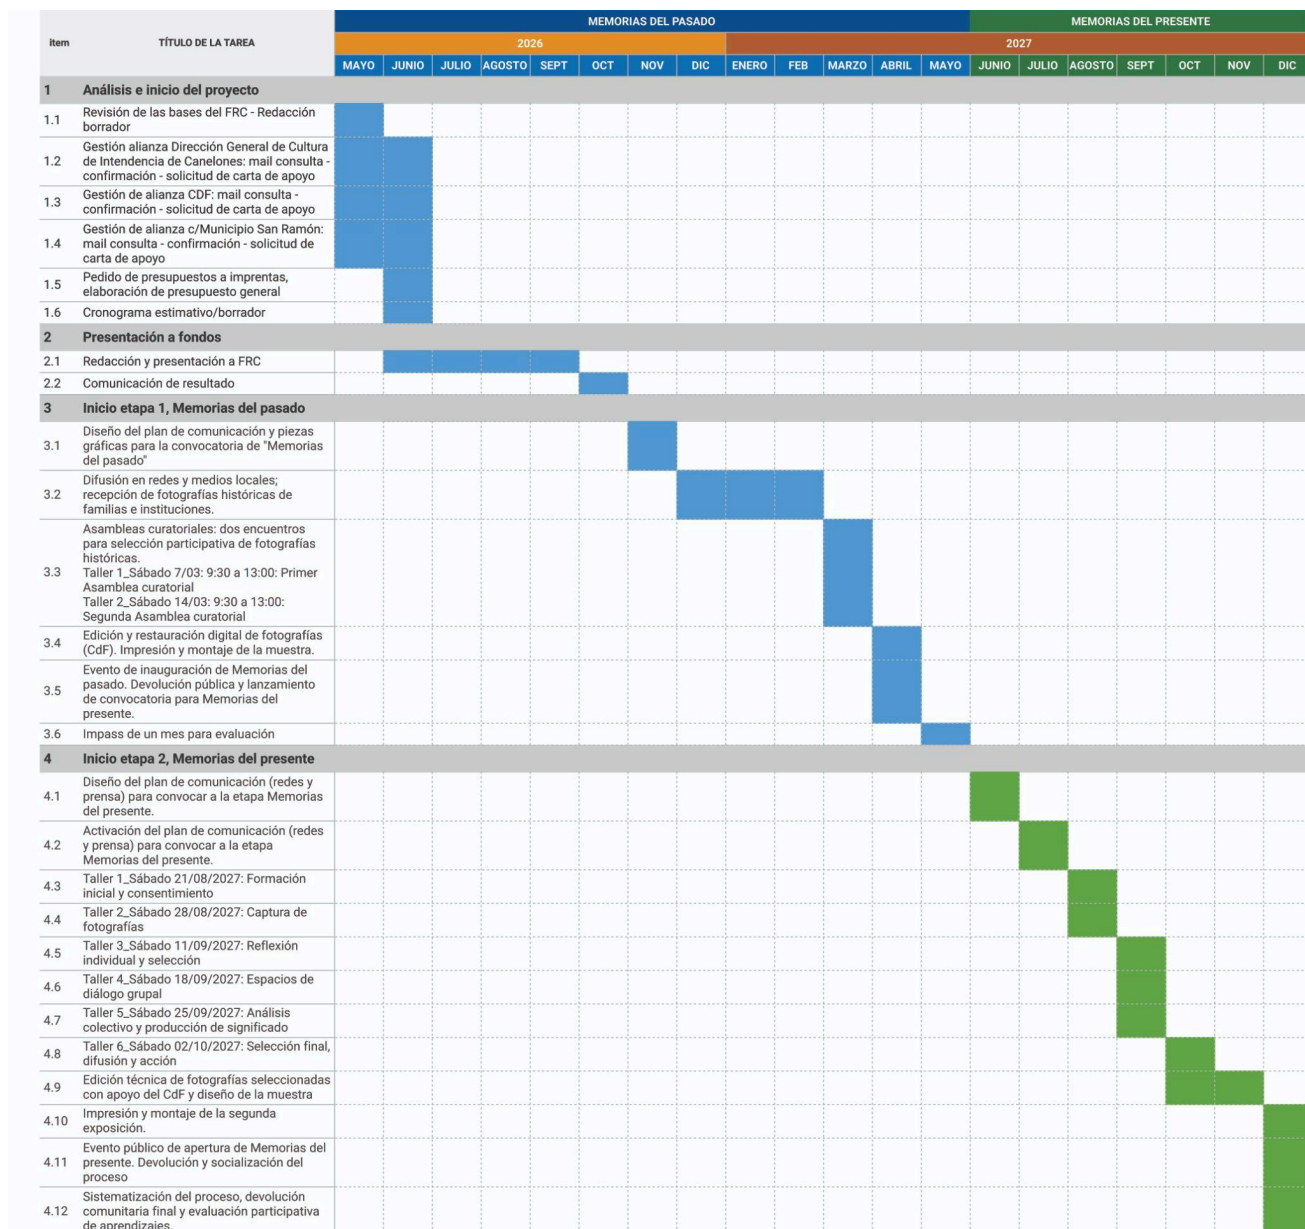 MEMORIAS DEL PASADO MEMORIAS DEL PRESENTE
item TÍTULO DE LA TAREA 2026 2027
MAYO JUNIO JULIO AGOSTO SEPT OCT NOV DIC ENERO FEB MARZO ABRIL MAYO JUNIO JULIO AGOSTO SEPT OCT NOV DIC
1 Análisis e inicio del proyecto
1.1 Revisión de las bases del FRC - Redacción
borrador
1.2 Gestión alianza Dirección General de Cultura
de Intendencia de Canelones: mail consulta -
confirmación - solicitud de carta de apoyo
1.3 Gestión de alianza CDF: mail consulta -
confirmación - solicitud de carta de apoyo
1.4 Gestión de alianza c/Municipio San Ramón:
mail consulta - confirmación - solicitud de
carta de apoyo
1.5 Pedido de presupuestos a imprentas,
elaboración de presupuesto general
1.6 Cronograma estimativo/borrador
2 Presentación a fondos
2.1 Redacción y presentación a FRC
2.2 Comunicación de resultado
3 Inicio etapa 1, Memorias del pasado
3.1 Diseño del plan de comunicación y piezas
gráficas para la convocatoria de "Memorias
del pasado"
3.2 Difusión en redes y medios locales;
recepción de fotografías históricas de
familias e instituciones.
3.3 Asambleas curatoriales: dos encuentros
para selección participativa de fotografías
históricas.
Taller 1_Sábado 7/03: 9:30 a 13:00: Primer
Asamblea curatorial
Taller 2_Sábado 14/03: 9:30 a 13:00:
Segunda Asamblea curatorial
3.4 Edición y restauración digital de fotografías
(CdF). Impresión y montaje de la muestra.
3.5 Evento de inauguración de Memorias del
pasado. Devolución pública y lanzamiento
de convocatoria para Memorias del
presente.
3.6 Impass de un mes para evaluación
4 Inicio etapa 2, Memorias del presente
4.1 Diseño del plan de comunicación (redes y
prensa) para convocar a la etapa Memorias
del presente.
4.2 Activación del plan de comunicación (redes
y prensa) para convocar a la etapa
Memorias del presente.
4.3 Taller 1_Sábado 21/08/2027: Formación
inicial y consentimiento
4.4 Taller 2_Sábado 28/08/2027: Captura de
fotografías
4.5 Taller 3_Sábado 11/09/2027: Reflexión
individual y selección
4.6 Taller 4_Sábado 18/09/2027: Espacios de
diálogo grupal
4.7 Taller 5_Sábado 25/09/2027: Análisis
colectivo y producción de significado
4.8 Taller 6_Sábado 02/10/2027: Selección final,
difusión y acción
4.9 Edición técnica de fotografías seleccionadas
con apoyo del CdF y diseño de la muestra
4.10 Impresión y montaje de la segunda
exposición.
4.11 Evento público de apertura de Memorias del
presente. Devolución y socialización del
proceso
4.12 Sistematización del proceso, devolución
comunitaria final y evaluación participativa
de aprendizajes.